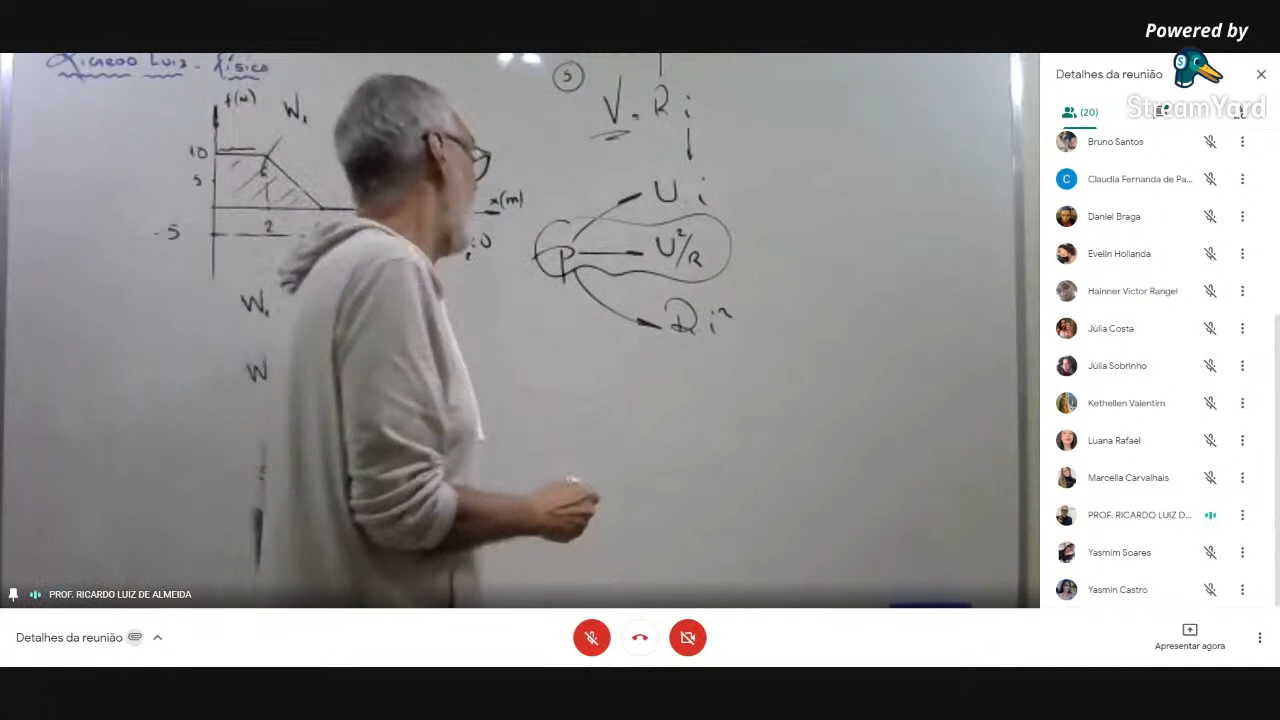 Powered by
StreamYard
Detalhes da reunião
(20)
Bruno Santos
Claudia Fernanda de Pa...
Daniel Braga
Evelin Hollanda
Hainner Victor Rangel
Júlia Costa
Júlia Sobrinho
Kethellen Valentim
Luana Rafael
Marcella Carvalhais
PROF. RICARDO LUIZ D...
Yasmim Soares
Yasmin Castro
Ricardo Luiz - física
f(N)
W₁
10
5
-5
2
x(m)
W₁
W
5
V = R i
P
U i
U²/R
R i²
PROF. RICARDO LUIZ DE ALMEIDA
Detalhes da reunião
Apresentar agora